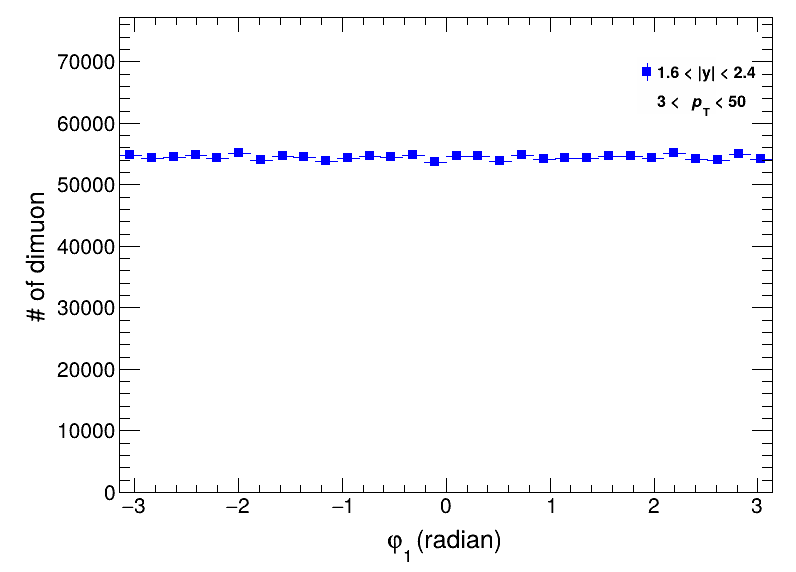 70000
60000
50000
40000
30000
20000
10000
0
# of dimuon
1.6 < |y| < 2.4
3 < p_T < 50
−3 −2 −1 0 1 2 3
φ_1 (radian)